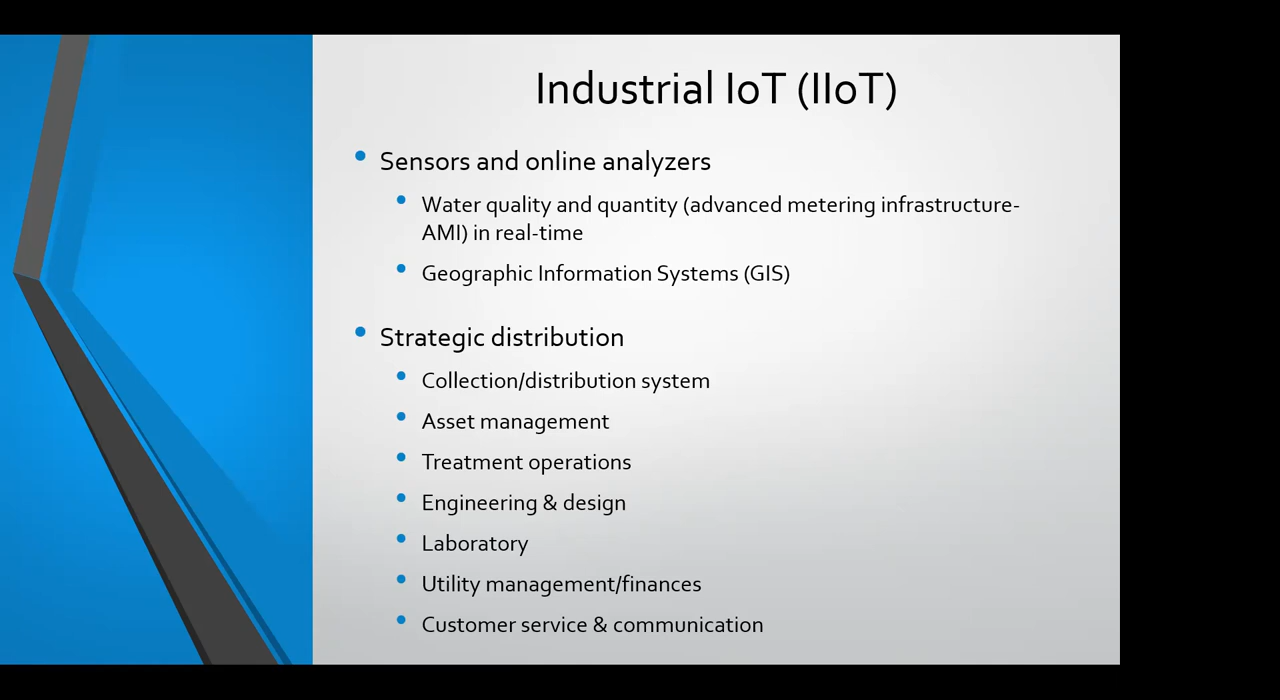 Industrial IoT (IIoT)
Sensors and online analyzers
Water quality and quantity (advanced metering infrastructure-
AMI) in real-time
Geographic Information Systems (GIS)
Strategic distribution
Collection/distribution system
Asset management
Treatment operations
Engineering & design
Laboratory
Utility management/finances
Customer service & communication